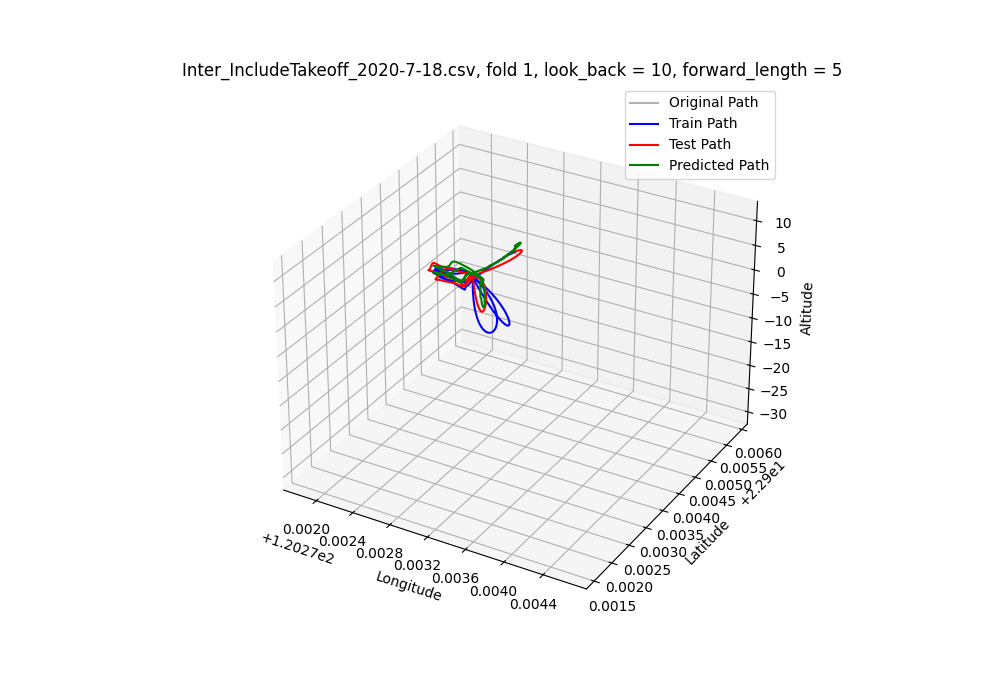 Inter_IncludeTakeoff_2020-7-18.csv, fold 1, look_back = 10, forward_length = 5
Original Path
Train Path
Test Path
Predicted Path
10
5
0
−5
−10
−15
−20
−25
−30
Altitude
0.0060
0.0055
0.0050
0.0045
0.0040
0.0035
0.0030
0.0025
0.0020
0.0015
+2.29e1
Latitude
0.0020
0.0024
0.0028
0.0032
0.0036
0.0040
0.0044
+1.2027e2
Longitude